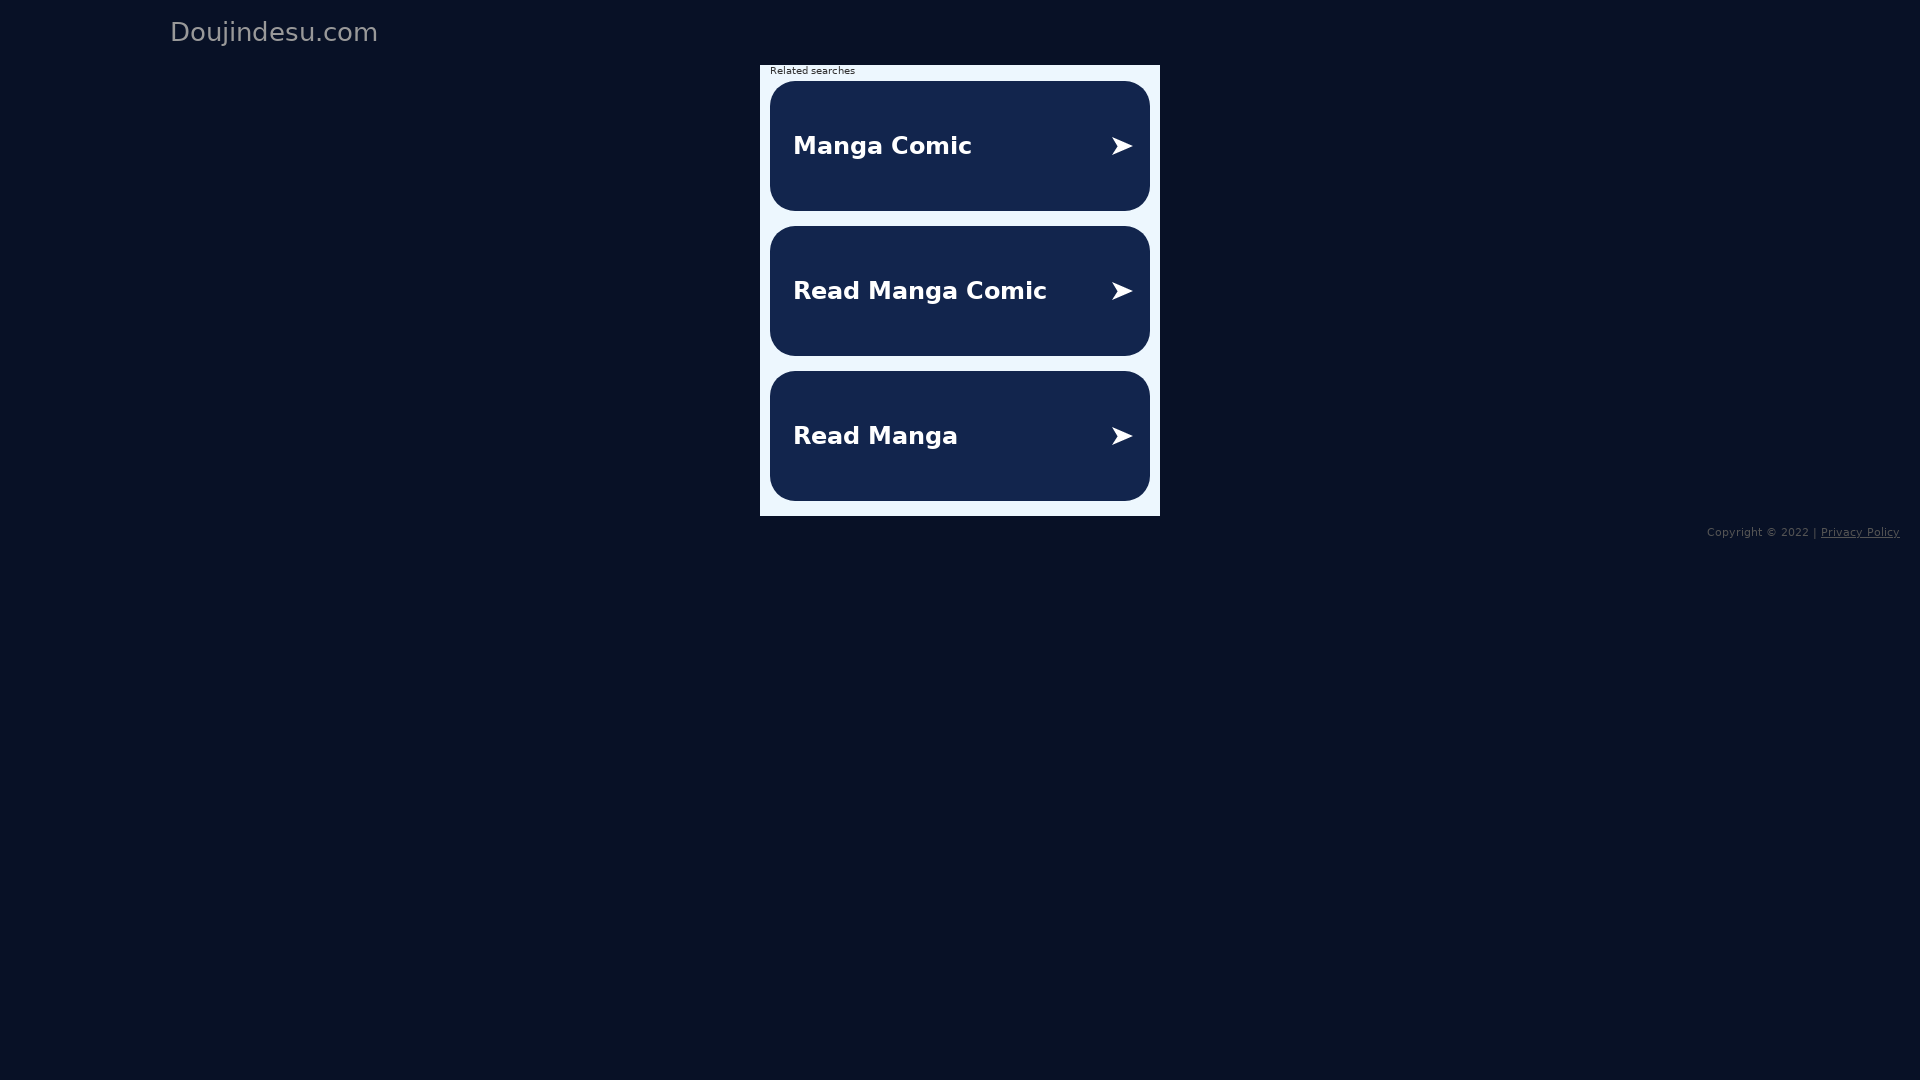 Doujindesu.com
Related searches
Manga Comic
Read Manga Comic
Read Manga
Copyright © 2022 | Privacy Policy